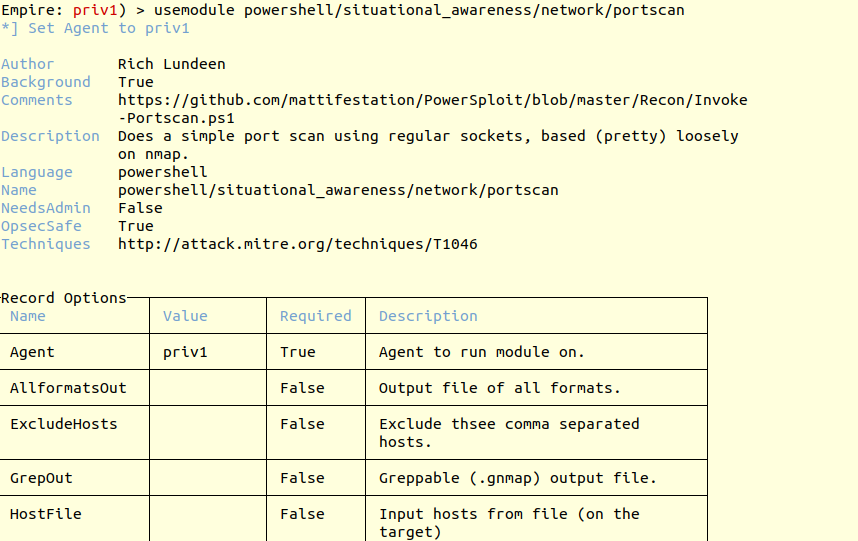 Empire: priv1) > usemodule powershell/situational_awareness/network/portscan
*] Set Agent to priv1
Author Rich Lundeen
Background True
Comments https://github.com/mattifestation/PowerSploit/blob/master/Recon/Invoke
-Portscan.ps1
Description Does a simple port scan using regular sockets, based (pretty) loosely
on nmap.
Language powershell
Name powershell/situational_awareness/network/portscan
NeedsAdmin False
OpsecSafe True
Techniques http://attack.mitre.org/techniques/T1046
Record Options
Name Value Required Description
Agent priv1 True Agent to run module on.
AllformatsOut False Output file of all formats.
ExcludeHosts False Exclude thsee comma separated
hosts.
GrepOut False Greppable (.gnmap) output file.
HostFile False Input hosts from file (on the
target)